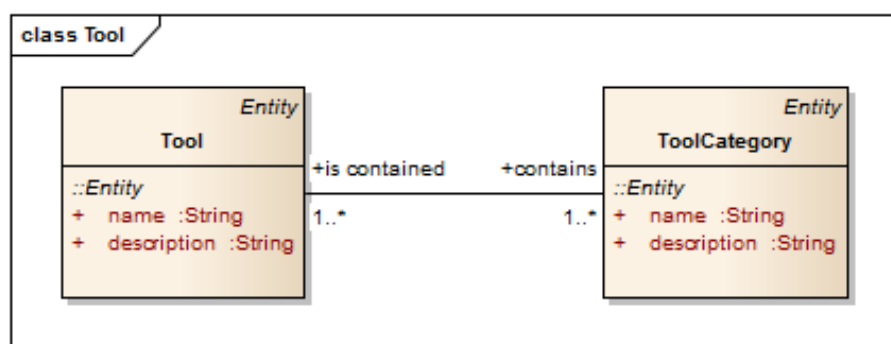 class Tool
Entity
Tool
::Entity
+ name :String
+ description :String
+is contained
+contains
1..*
1..*
Entity
ToolCategory
::Entity
+ name :String
+ description :String